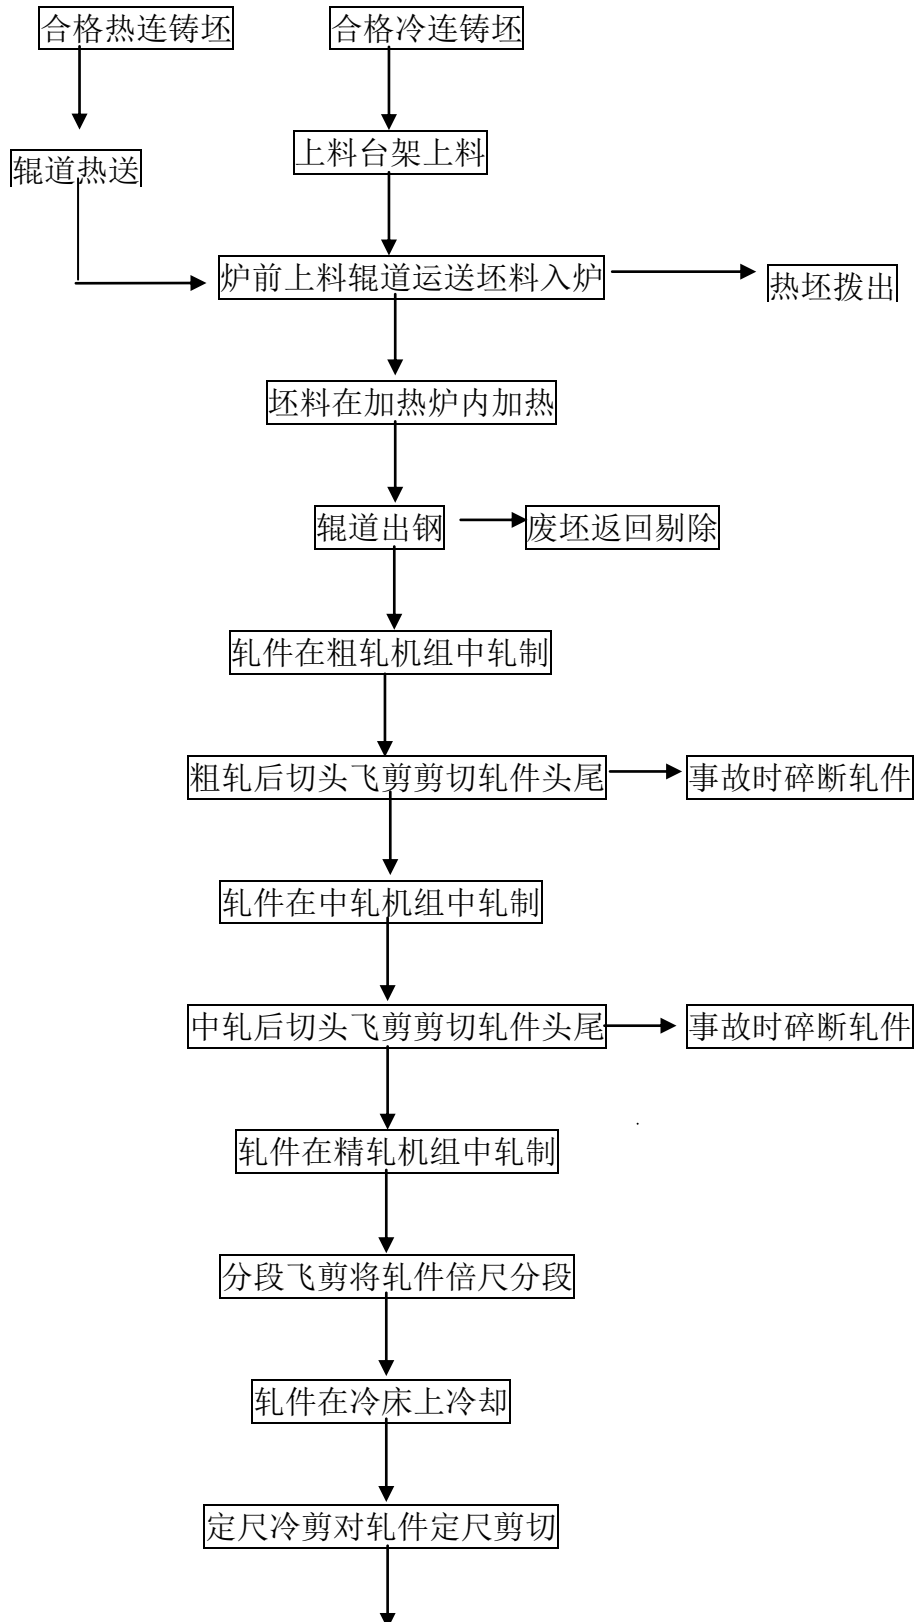 合格热连铸坯
合格冷连铸坯
上料台架上料
辊道热送
炉前上料辊道运送坯料入炉
热坯拨出
坯料在加热炉内加热
辊道出钢
废坯返回剔除
轧件在粗轧机组中轧制
粗轧后切头飞剪剪切轧件头尾
事故时碎断轧件
轧件在中轧机组中轧制
中轧后切头飞剪剪切轧件头尾
事故时碎断轧件
轧件在精轧机组中轧制
分段飞剪将轧件倍尺分段
轧件在冷床上冷却
定尺冷剪对轧件定尺剪切